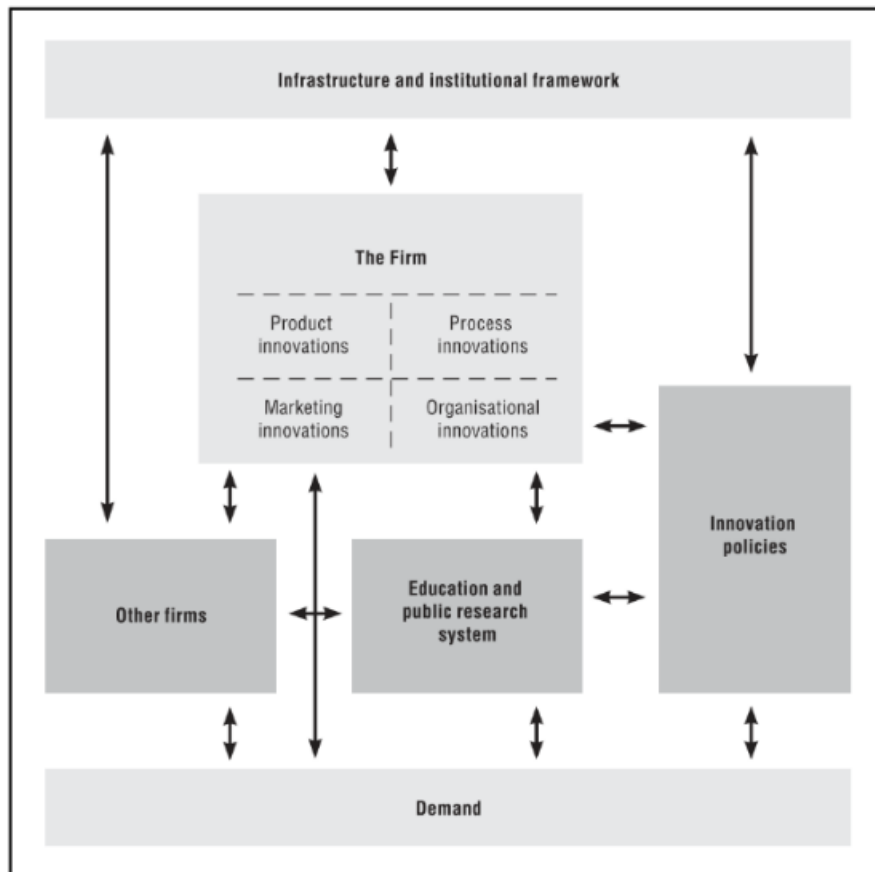 Infrastructure and institutional framework
The Firm
Product
innovations
Process
innovations
Marketing
innovations
Organisational
innovations
Innovation
policies
Other firms
Education and
public research
system
Demand